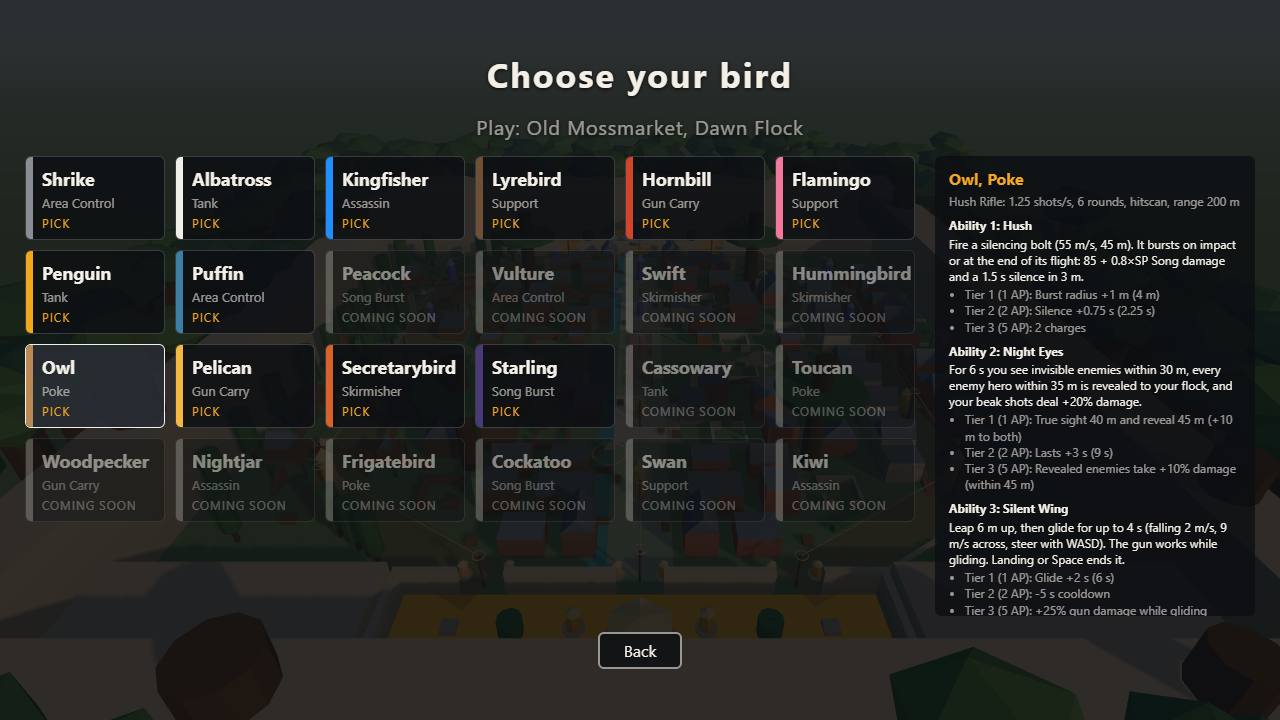 Choose your bird
Play: Old Mossmarket, Dawn Flock
Shrike
Area Control
PICK
Albatross
Tank
PICK
Kingfisher
Assassin
PICK
Lyrebird
Support
PICK
Hornbill
Gun Carry
PICK
Flamingo
Support
PICK
Penguin
Tank
PICK
Puffin
Area Control
PICK
Peacock
Song Burst
COMING SOON
Vulture
Area Control
COMING SOON
Swift
Skirmisher
COMING SOON
Hummingbird
Skirmisher
COMING SOON
Owl
Poke
PICK
Pelican
Gun Carry
PICK
Secretarybird
Skirmisher
PICK
Starling
Song Burst
PICK
Cassowary
Tank
COMING SOON
Toucan
Poke
COMING SOON
Woodpecker
Gun Carry
COMING SOON
Nightjar
Assassin
COMING SOON
Frigatebird
Poke
COMING SOON
Cockatoo
Song Burst
COMING SOON
Swan
Support
COMING SOON
Kiwi
Assassin
COMING SOON
Owl, Poke
Hush Rifle: 1.25 shots/s, 6 rounds, hitscan, range 200 m
Ability 1: Hush
Fire a silencing bolt (55 m/s, 45 m). It bursts on impact
or at the end of its flight: 85 + 0.8×SP Song damage
and a 1.5 s silence in 3 m.
• Tier 1 (1 AP): Burst radius +1 m (4 m)
• Tier 2 (2 AP): Silence +0.75 s (2.25 s)
• Tier 3 (5 AP): 2 charges
Ability 2: Night Eyes
For 6 s you see invisible enemies within 30 m, every
enemy hero within 35 m is revealed to your flock, and
your beak shots deal +20% damage.
• Tier 1 (1 AP): True sight 40 m and reveal 45 m (+10
m to both)
• Tier 2 (2 AP): Lasts +3 s (9 s)
• Tier 3 (5 AP): Revealed enemies take +10% damage
(within 45 m)
Ability 3: Silent Wing
Leap 6 m up, then glide for up to 4 s (falling 2 m/s, 9
m/s across, steer with WASD). The gun works while
gliding. Landing or Space ends it.
• Tier 1 (1 AP): Glide +2 s (6 s)
• Tier 2 (2 AP): -5 s cooldown
• Tier 3 (5 AP): +25% gun damage while gliding
Back